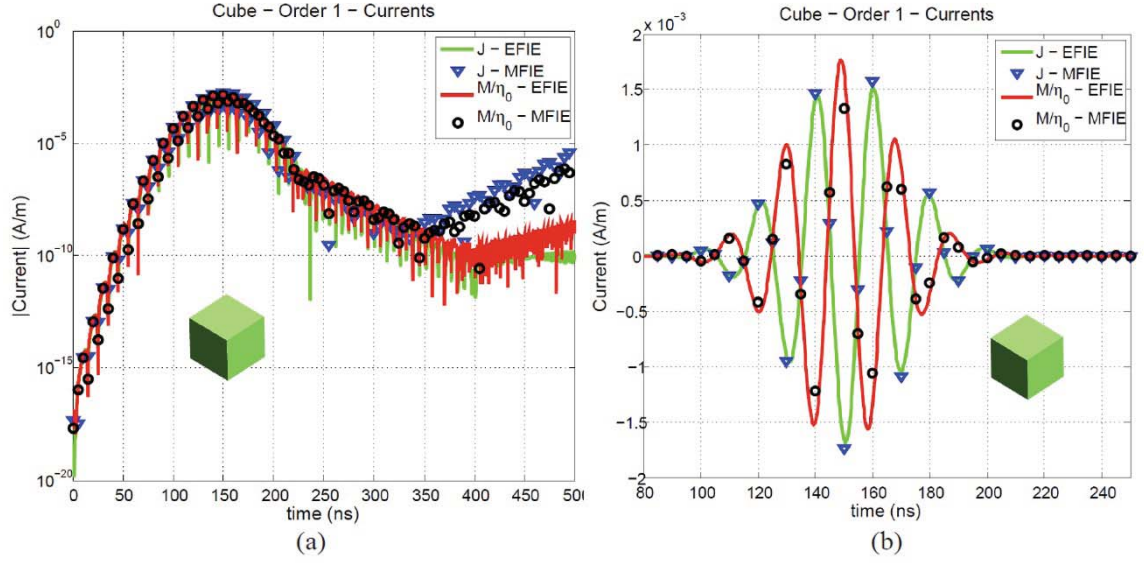 Cube − Order 1 − Currents
10⁰
10⁻⁵
10⁻¹⁰
10⁻¹⁵
10⁻²⁰
|Current| (A/m)
J − EFIE
J − MFIE
M/η₀ − EFIE
M/η₀ − MFIE
0 50 100 150 200 250 300 350 400 450 500
time (ns)
(a)
Cube − Order 1 − Currents
x 10⁻³
2
1.5
1
0.5
0
−0.5
−1
−1.5
−2
Current (A/m)
J − EFIE
J − MFIE
M/η₀ − EFIE
M/η₀ − MFIE
80 100 120 140 160 180 200 220 240
time (ns)
(b)